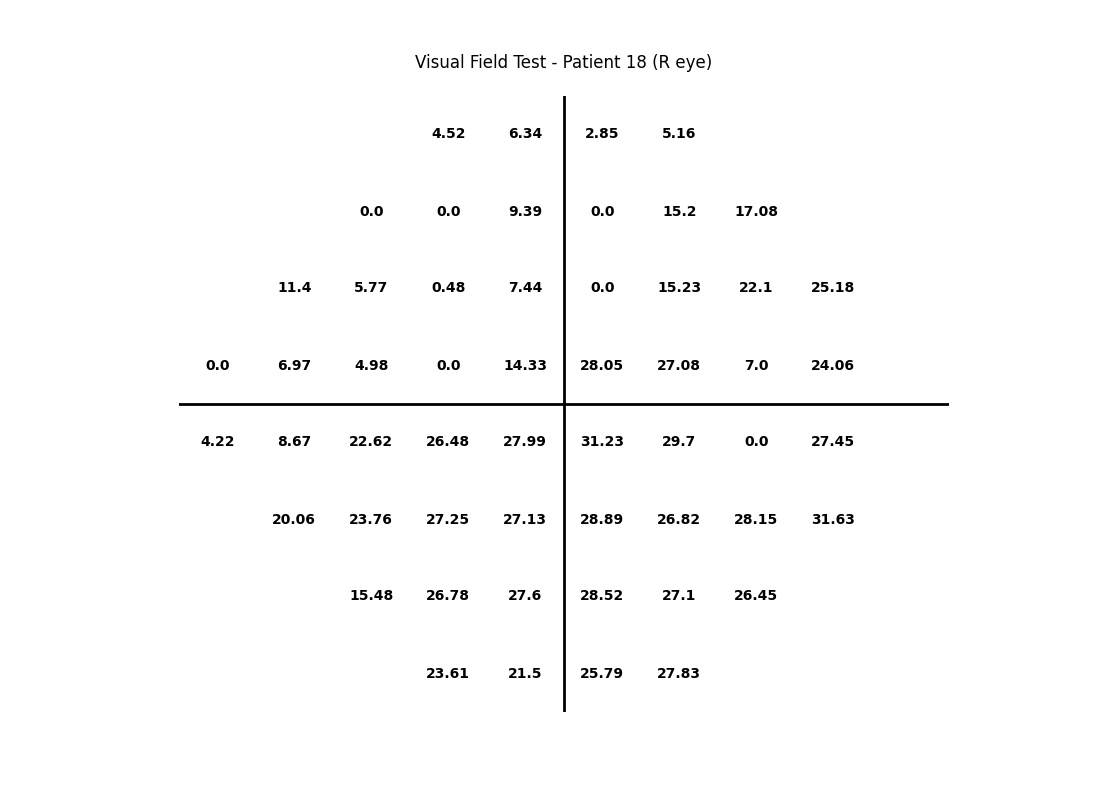 Visual Field Test - Patient 18 (R eye)
4.52 6.34 2.85 5.16
0.0 0.0 9.39 0.0 15.2 17.08
11.4 5.77 0.48 7.44 0.0 15.23 22.1 25.18
0.0 6.97 4.98 0.0 14.33 28.05 27.08 7.0 24.06
4.22 8.67 22.62 26.48 27.99 31.23 29.7 0.0 27.45
20.06 23.76 27.25 27.13 28.89 26.82 28.15 31.63
15.48 26.78 27.6 28.52 27.1 26.45
23.61 21.5 25.79 27.83